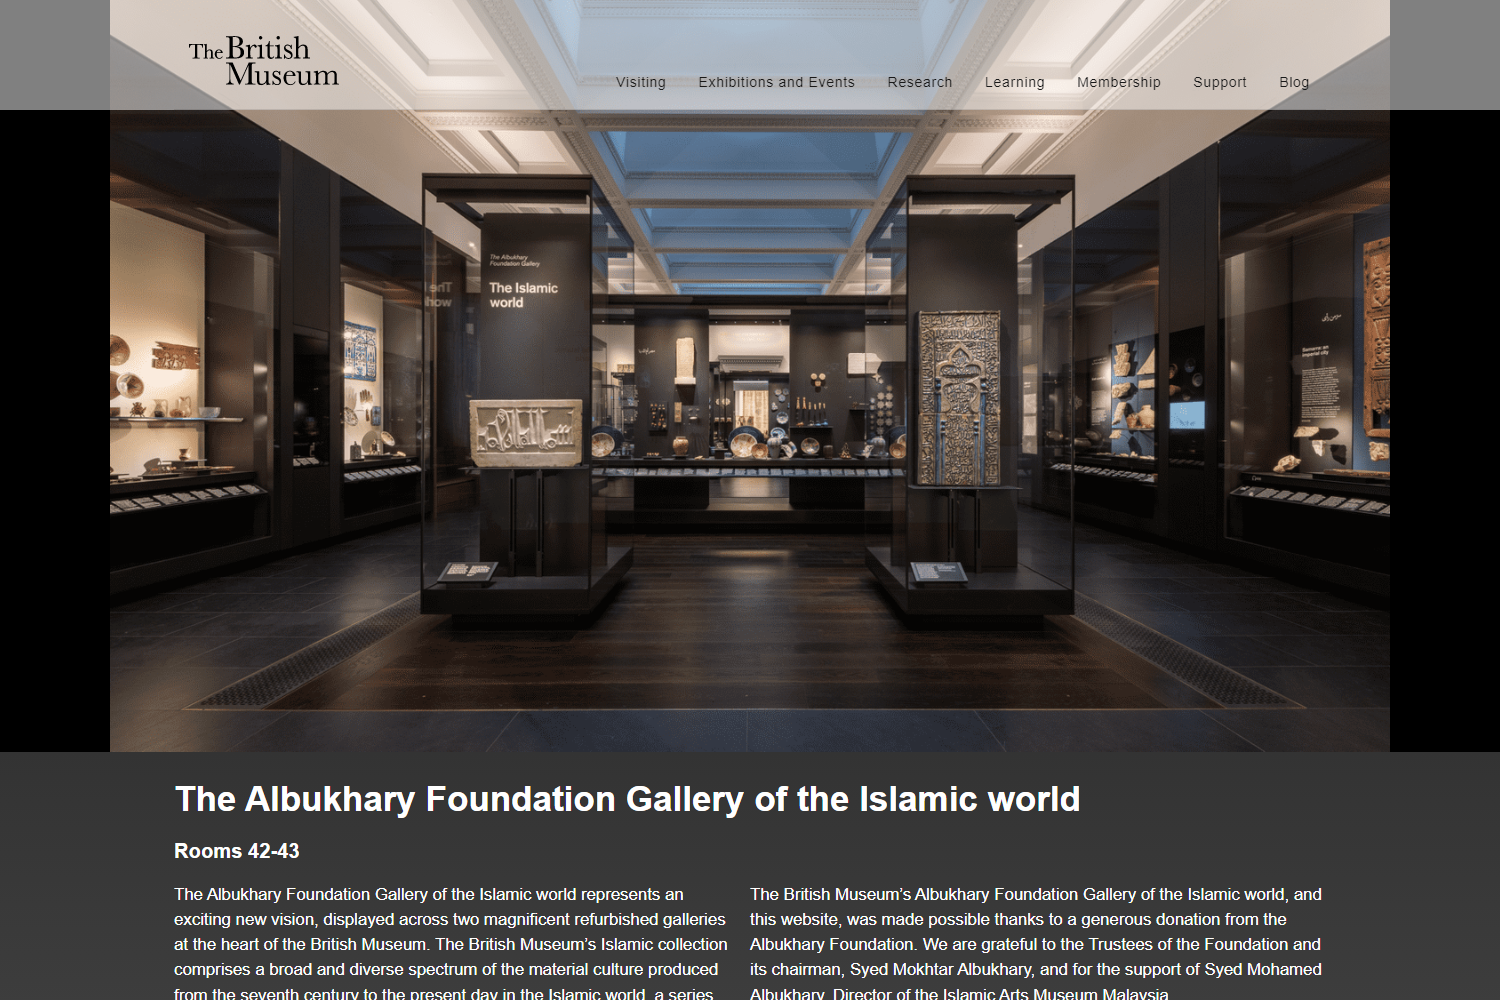 The British
Museum
Visiting Exhibitions and Events Research Learning Membership Support Blog
The Albukhary
Foundation Gallery
The Islamic
world
Samarra: an
imperial city
The Albukhary Foundation Gallery of the Islamic world
Rooms 42-43
The Albukhary Foundation Gallery of the Islamic world represents an
exciting new vision, displayed across two magnificent refurbished galleries
at the heart of the British Museum. The British Museum’s Islamic collection
comprises a broad and diverse spectrum of the material culture produced
from the seventh century to the present day in the Islamic world, a series
The British Museum’s Albukhary Foundation Gallery of the Islamic world, and
this website, was made possible thanks to a generous donation from the
Albukhary Foundation. We are grateful to the Trustees of the Foundation and
its chairman, Syed Mokhtar Albukhary, and for the support of Syed Mohamed
Albukhary, Director of the Islamic Arts Museum Malaysia